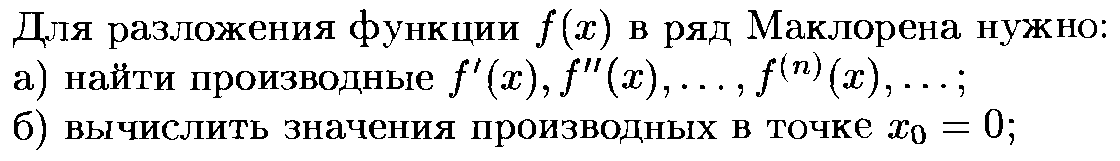 Для разложения функции f(x) в ряд Маклорена нужно:
а) найти производные f′(x), f″(x), . . . , f⁽ⁿ⁾(x), . . . ;
б) вычислить значения производных в точке x₀ = 0;